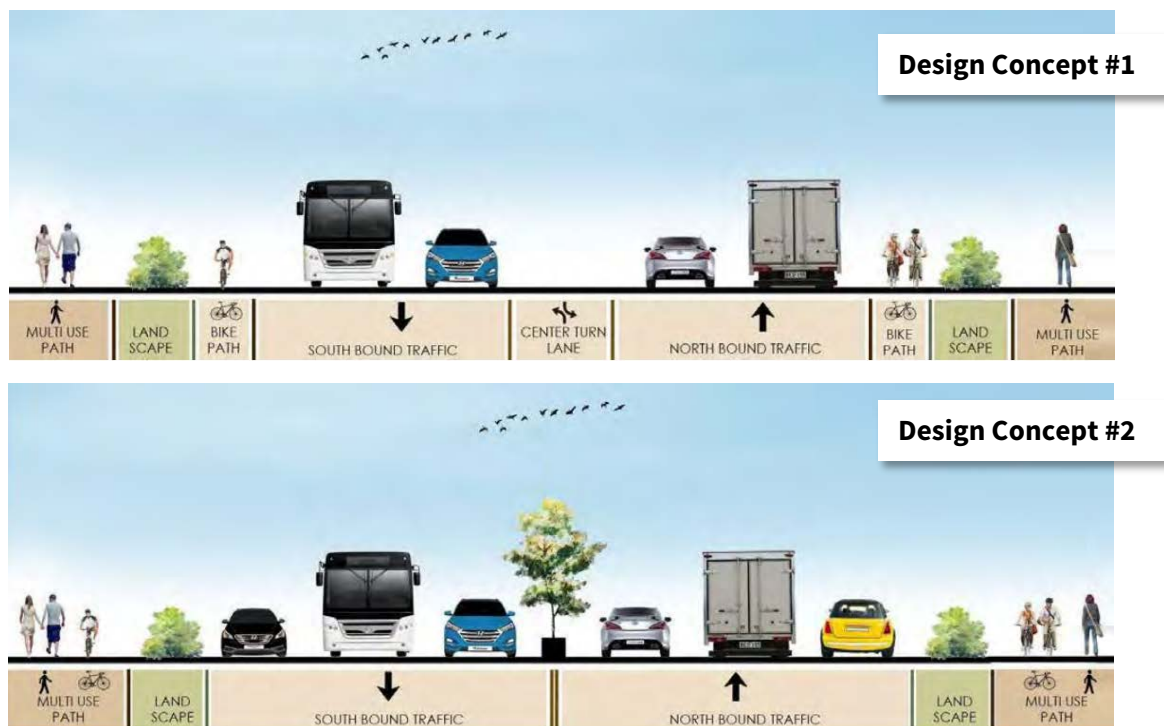 Design Concept #1
MULTI USE
PATH
LAND
SCAPE
BIKE
PATH
SOUTH BOUND TRAFFIC
CENTER TURN
LANE
NORTH BOUND TRAFFIC
BIKE
PATH
LAND
SCAPE
MULTI USE
PATH
Design Concept #2
MULTI USE
PATH
LAND
SCAPE
SOUTH BOUND TRAFFIC
NORTH BOUND TRAFFIC
LAND
SCAPE
MULTI USE
PATH